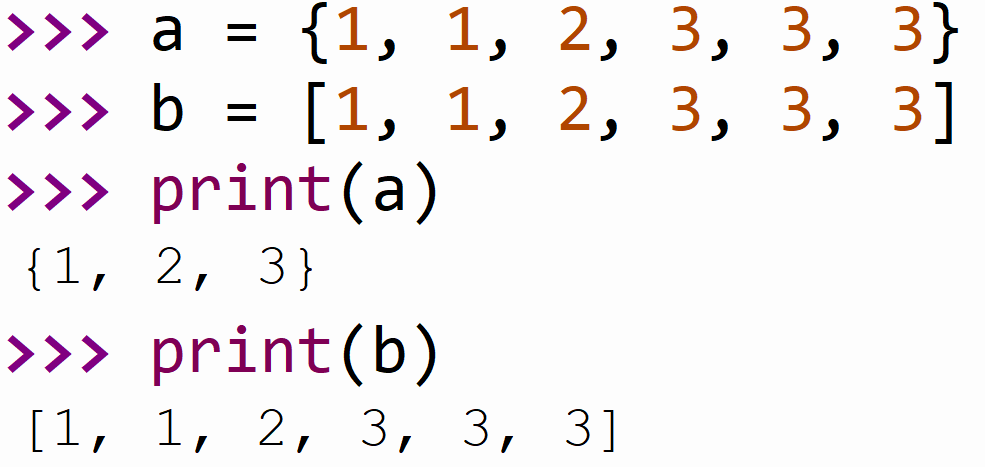 >>> a = {1, 1, 2, 3, 3, 3}
>>> b = [1, 1, 2, 3, 3, 3]
>>> print(a)
{1, 2, 3}
>>> print(b)
[1, 1, 2, 3, 3, 3]